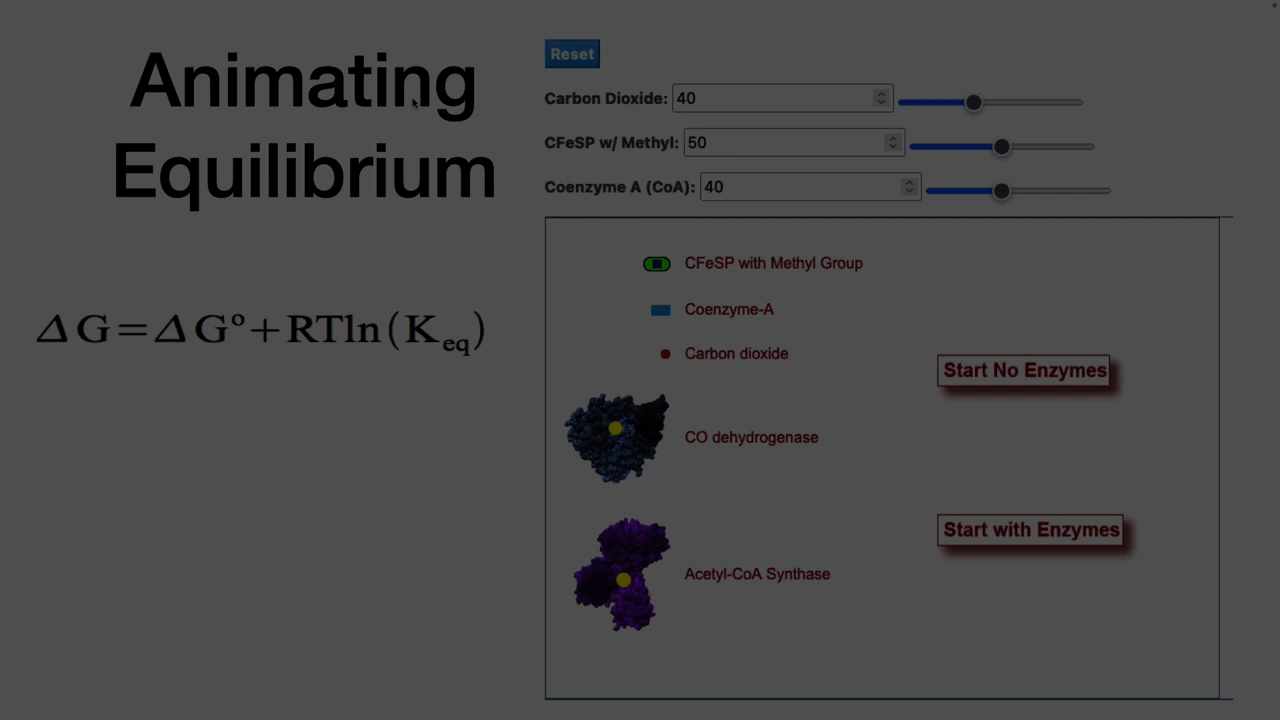 Animating
Equilibrium
ΔG=ΔGº+RTln(Keq)
Reset
Carbon Dioxide: 40
CFeSP w/ Methyl: 50
Coenzyme A (CoA): 40
CFeSP with Methyl Group
Coenzyme-A
Carbon dioxide
Start No Enzymes
CO dehydrogenase
Start with Enzymes
Acetyl-CoA Synthase